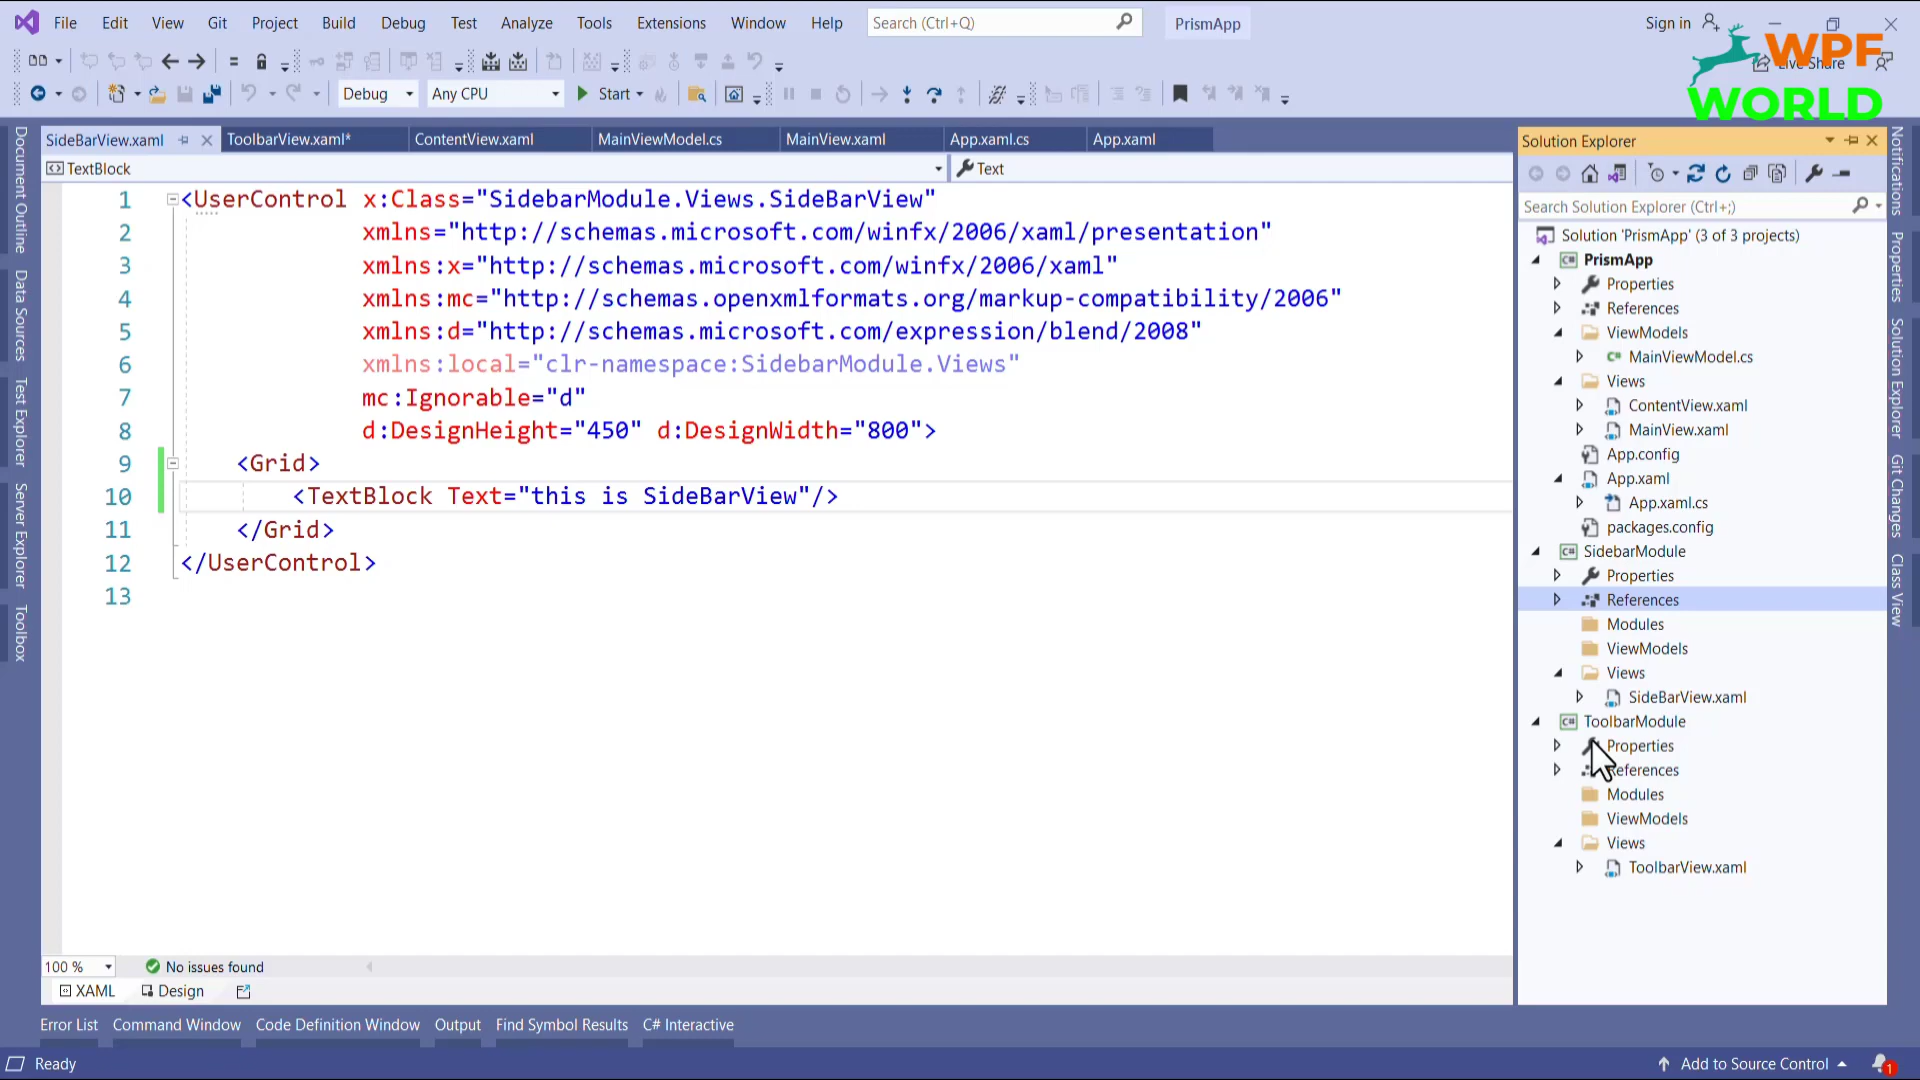 File Edit View Git Project Build Debug Test Analyze Tools Extensions Window Help Search (Ctrl+Q) PrismApp Sign in
Live Share
WPF
WORLD
Debug Any CPU Start
SideBarView.xaml ToolbarView.xaml* ContentView.xaml MainViewModel.cs MainView.xaml App.xaml.cs App.xaml
TextBlock Text
1 <UserControl x:Class="SidebarModule.Views.SideBarView"
2 xmlns="http://schemas.microsoft.com/winfx/2006/xaml/presentation"
3 xmlns:x="http://schemas.microsoft.com/winfx/2006/xaml"
4 xmlns:mc="http://schemas.openxmlformats.org/markup-compatibility/2006"
5 xmlns:d="http://schemas.microsoft.com/expression/blend/2008"
6 xmlns:local="clr-namespace:SidebarModule.Views"
7 mc:Ignorable="d"
8 d:DesignHeight="450" d:DesignWidth="800">
9 <Grid>
10 <TextBlock Text="this is SideBarView"/>
11 </Grid>
12 </UserControl>
13
100 % No issues found
XAML Design
Document Outline
Data Sources
Test Explorer
Server Explorer
Toolbox
Solution Explorer
Search Solution Explorer (Ctrl+;)
Solution 'PrismApp' (3 of 3 projects)
C# PrismApp
Properties
References
ViewModels
C# MainViewModel.cs
Views
ContentView.xaml
MainView.xaml
App.config
App.xaml
App.xaml.cs
packages.config
C# SidebarModule
Properties
References
Modules
ViewModels
Views
SideBarView.xaml
C# ToolbarModule
Properties
References
Modules
ViewModels
Views
ToolbarView.xaml
Notifications
Properties
Solution Explorer
Git Changes
Class View
Error List Command Window Code Definition Window Output Find Symbol Results C# Interactive
Ready Add to Source Control 1